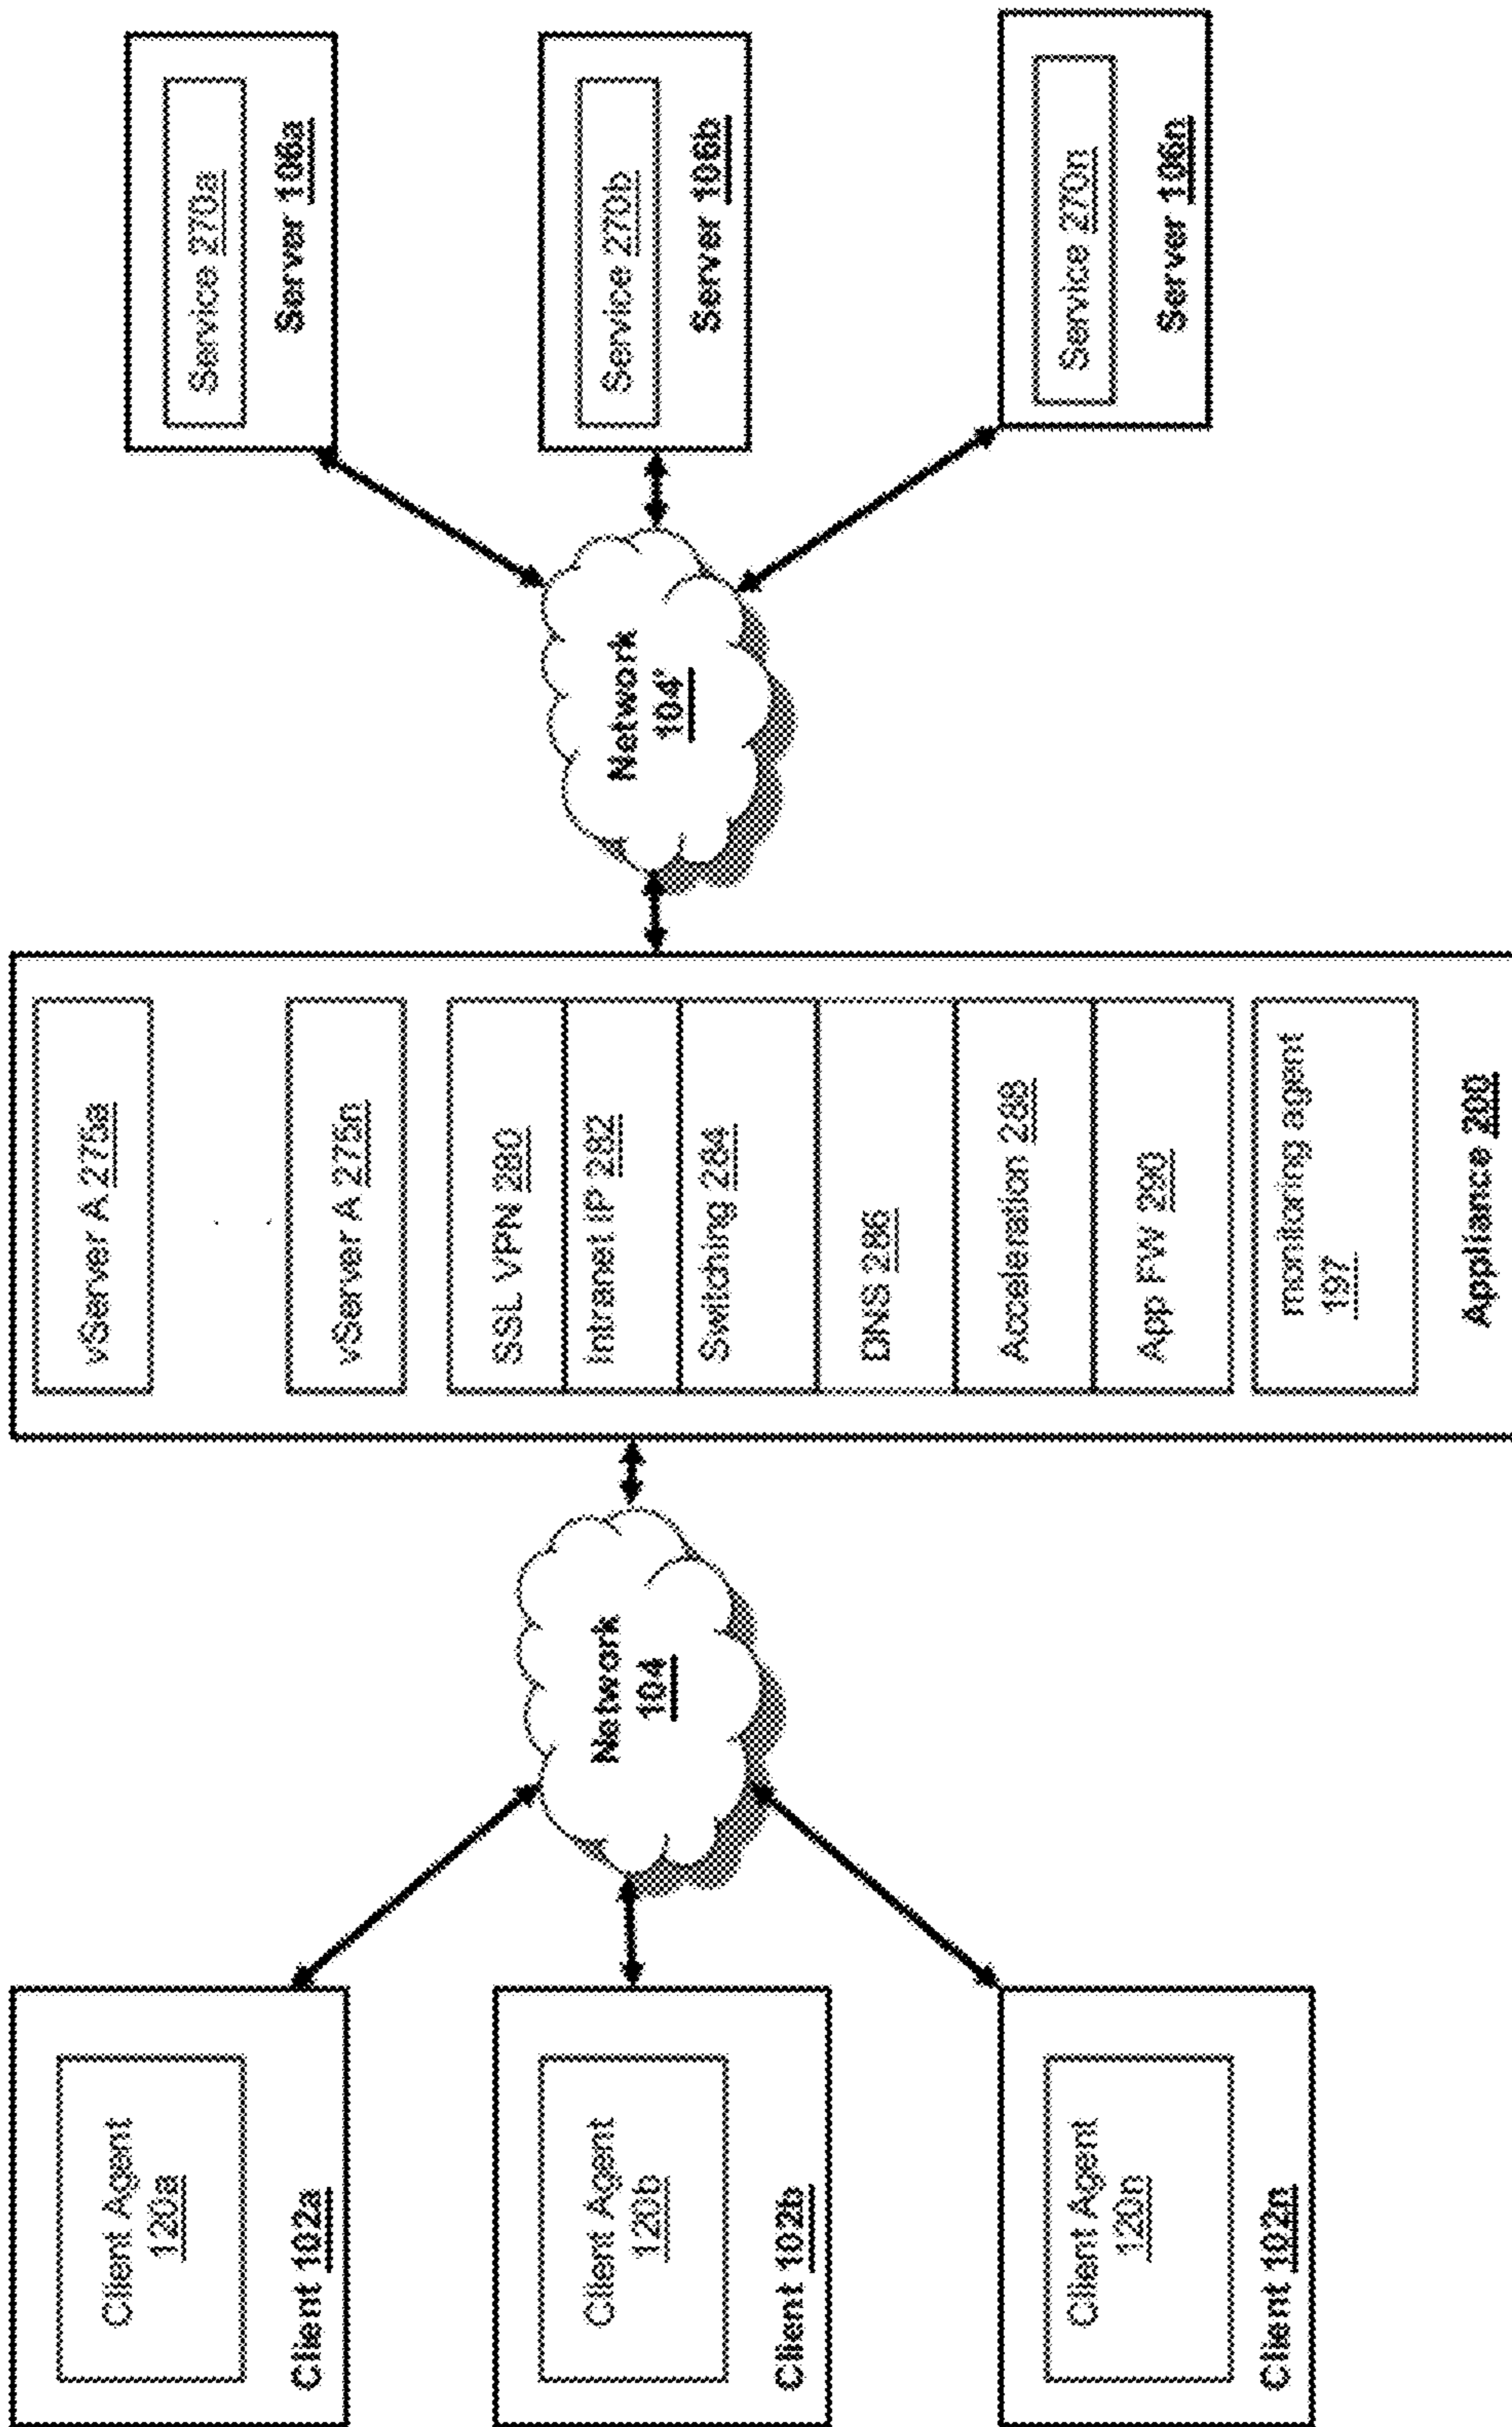 Client Agent
120a
Client 102a
Client Agent
120b
Client 102b
Client Agent
120n
Client 102n
Network
104
vServer A 275a
vServer A 275n
SSL VPN 280
Intranet IP 282
Switching 284
DNS 286
Acceleration 288
App FW 290
monitoring agent
197
Appliance 200
Network
104'
Service 270a
Server 106a
Service 270b
Server 106b
Service 270n
Server 106n